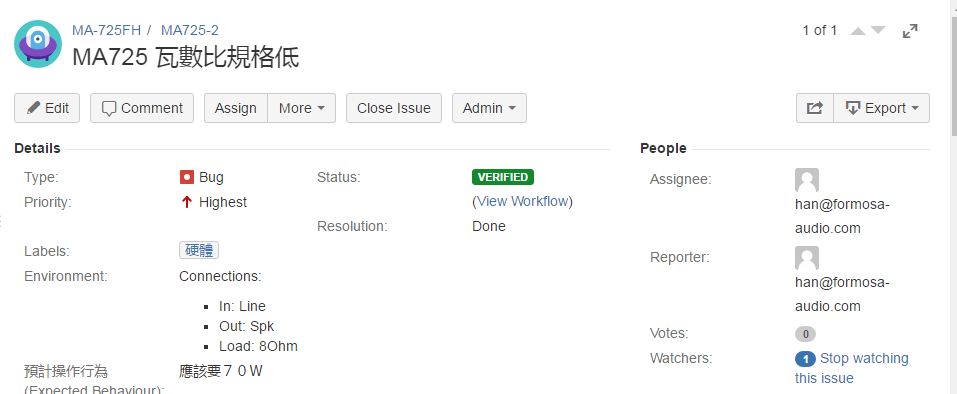 MA-725FH / MA725-2
1 of 1
MA725 瓦數比規格低
Edit Comment Assign More Close Issue Admin Export
Details
Type: Bug
Status: VERIFIED
Priority: Highest
(View Workflow)
Resolution: Done
Labels: 硬體
Environment: Connections:
In: Line
Out: Spk
Load: 8Ohm
預計操作行為 應該要７０W
(Expected Behaviour):
People
Assignee:
han@formosa-
audio.com
Reporter:
han@formosa-
audio.com
Votes: 0
Watchers: 1 Stop watching
this issue